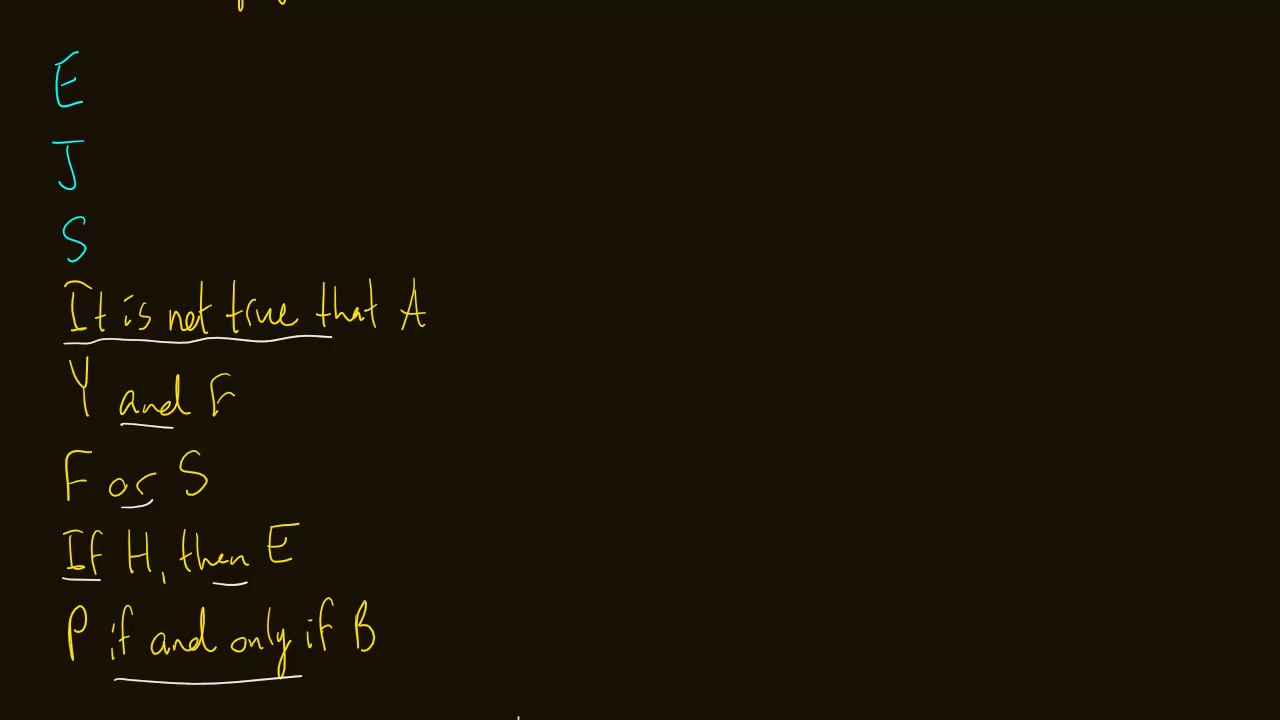 E
J
S
It is not true that A
Y and F
F or S
If H, then E
P if and only if B